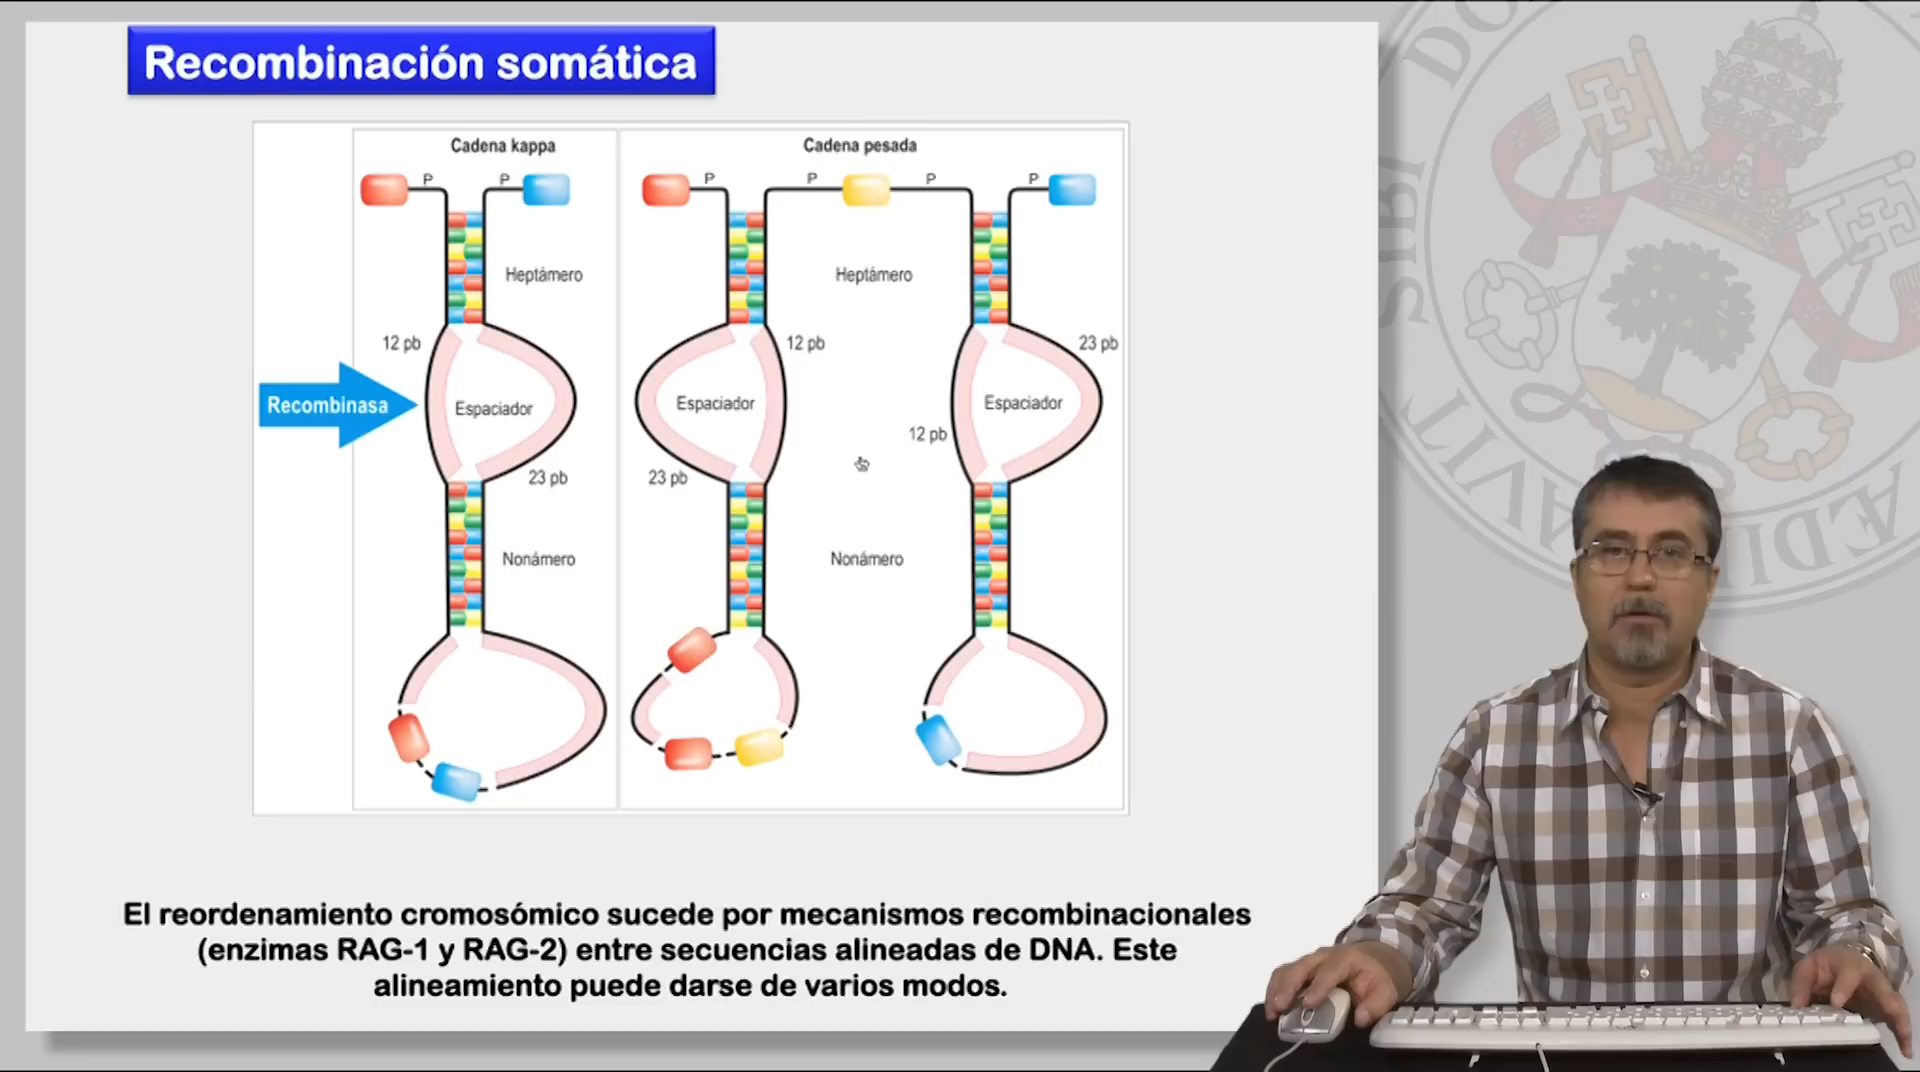 Recombinación somática
Cadena kappa
Cadena pesada
P
P
P
P
P
P
Heptámero
Heptámero
12 pb
12 pb
23 pb
Recombinasa
Espaciador
Espaciador
Espaciador
12 pb
23 pb
23 pb
Nonámero
Nonámero
El reordenamiento cromosómico sucede por mecanismos recombinacionales
(enzimas RAG-1 y RAG-2) entre secuencias alineadas de DNA. Este
alineamiento puede darse de varios modos.
SIBI